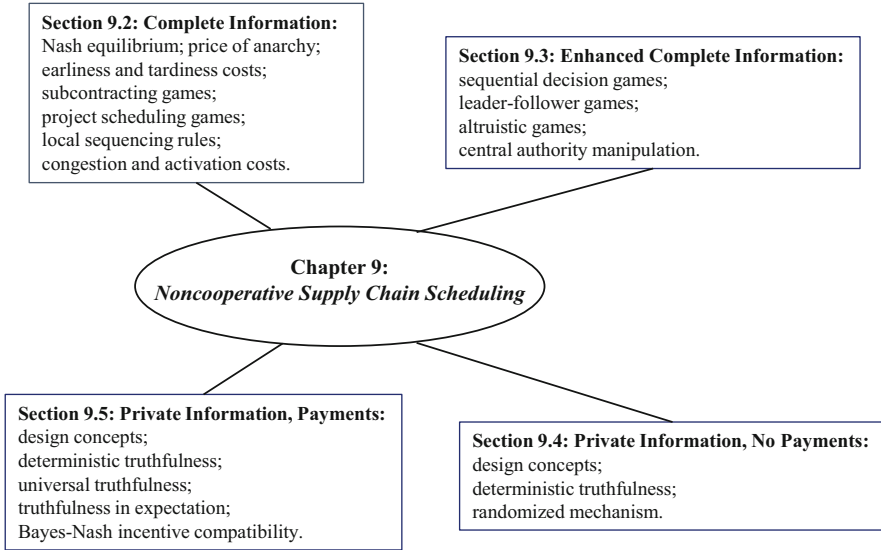 Section 9.2: Complete Information:
Nash equilibrium; price of anarchy;
earliness and tardiness costs;
subcontracting games;
project scheduling games;
local sequencing rules;
congestion and activation costs.
Section 9.3: Enhanced Complete Information:
sequential decision games;
leader-follower games;
altruistic games;
central authority manipulation.
Chapter 9:
Noncooperative Supply Chain Scheduling
Section 9.5: Private Information, Payments:
design concepts;
deterministic truthfulness;
universal truthfulness;
truthfulness in expectation;
Bayes-Nash incentive compatibility.
Section 9.4: Private Information, No Payments:
design concepts;
deterministic truthfulness;
randomized mechanism.